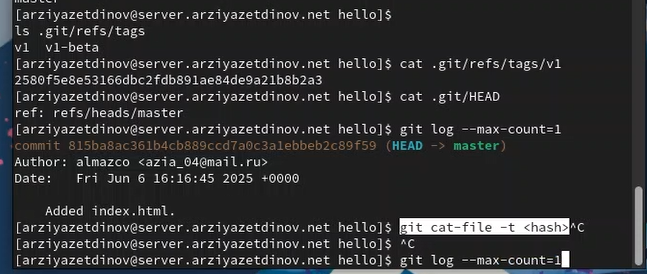 master
[arziyazetdinov@server.arziyazetdinov.net hello]$
ls .git/refs/tags
v1  v1-beta
[arziyazetdinov@server.arziyazetdinov.net hello]$ cat .git/refs/tags/v1
2580f5e8e53166dbc2fdb891ae84de9a21b8b2a3
[arziyazetdinov@server.arziyazetdinov.net hello]$ cat .git/HEAD
ref: refs/heads/master
[arziyazetdinov@server.arziyazetdinov.net hello]$ git log --max-count=1
commit 815ba8ac361b4cb889ccd7a0c3a1ebbeb2c89f59 (HEAD -> master)
Author: almazco <azia_04@mail.ru>
Date:   Fri Jun 6 16:16:45 2025 +0000
    Added index.html.
[arziyazetdinov@server.arziyazetdinov.net hello]$ git cat-file -t <hash>^C
[arziyazetdinov@server.arziyazetdinov.net hello]$ ^C
[arziyazetdinov@server.arziyazetdinov.net hello]$ git log --max-count=1